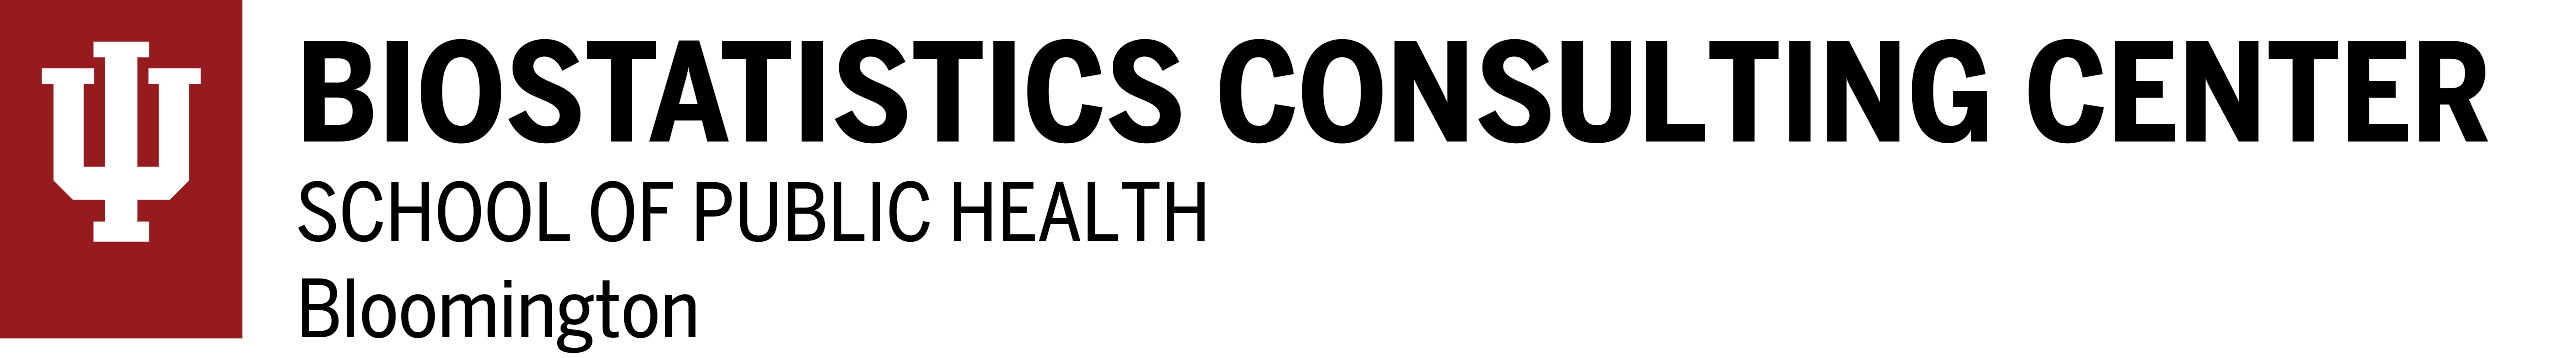 BIOSTATISTICS CONSULTING CENTER
SCHOOL OF PUBLIC HEALTH
Bloomington